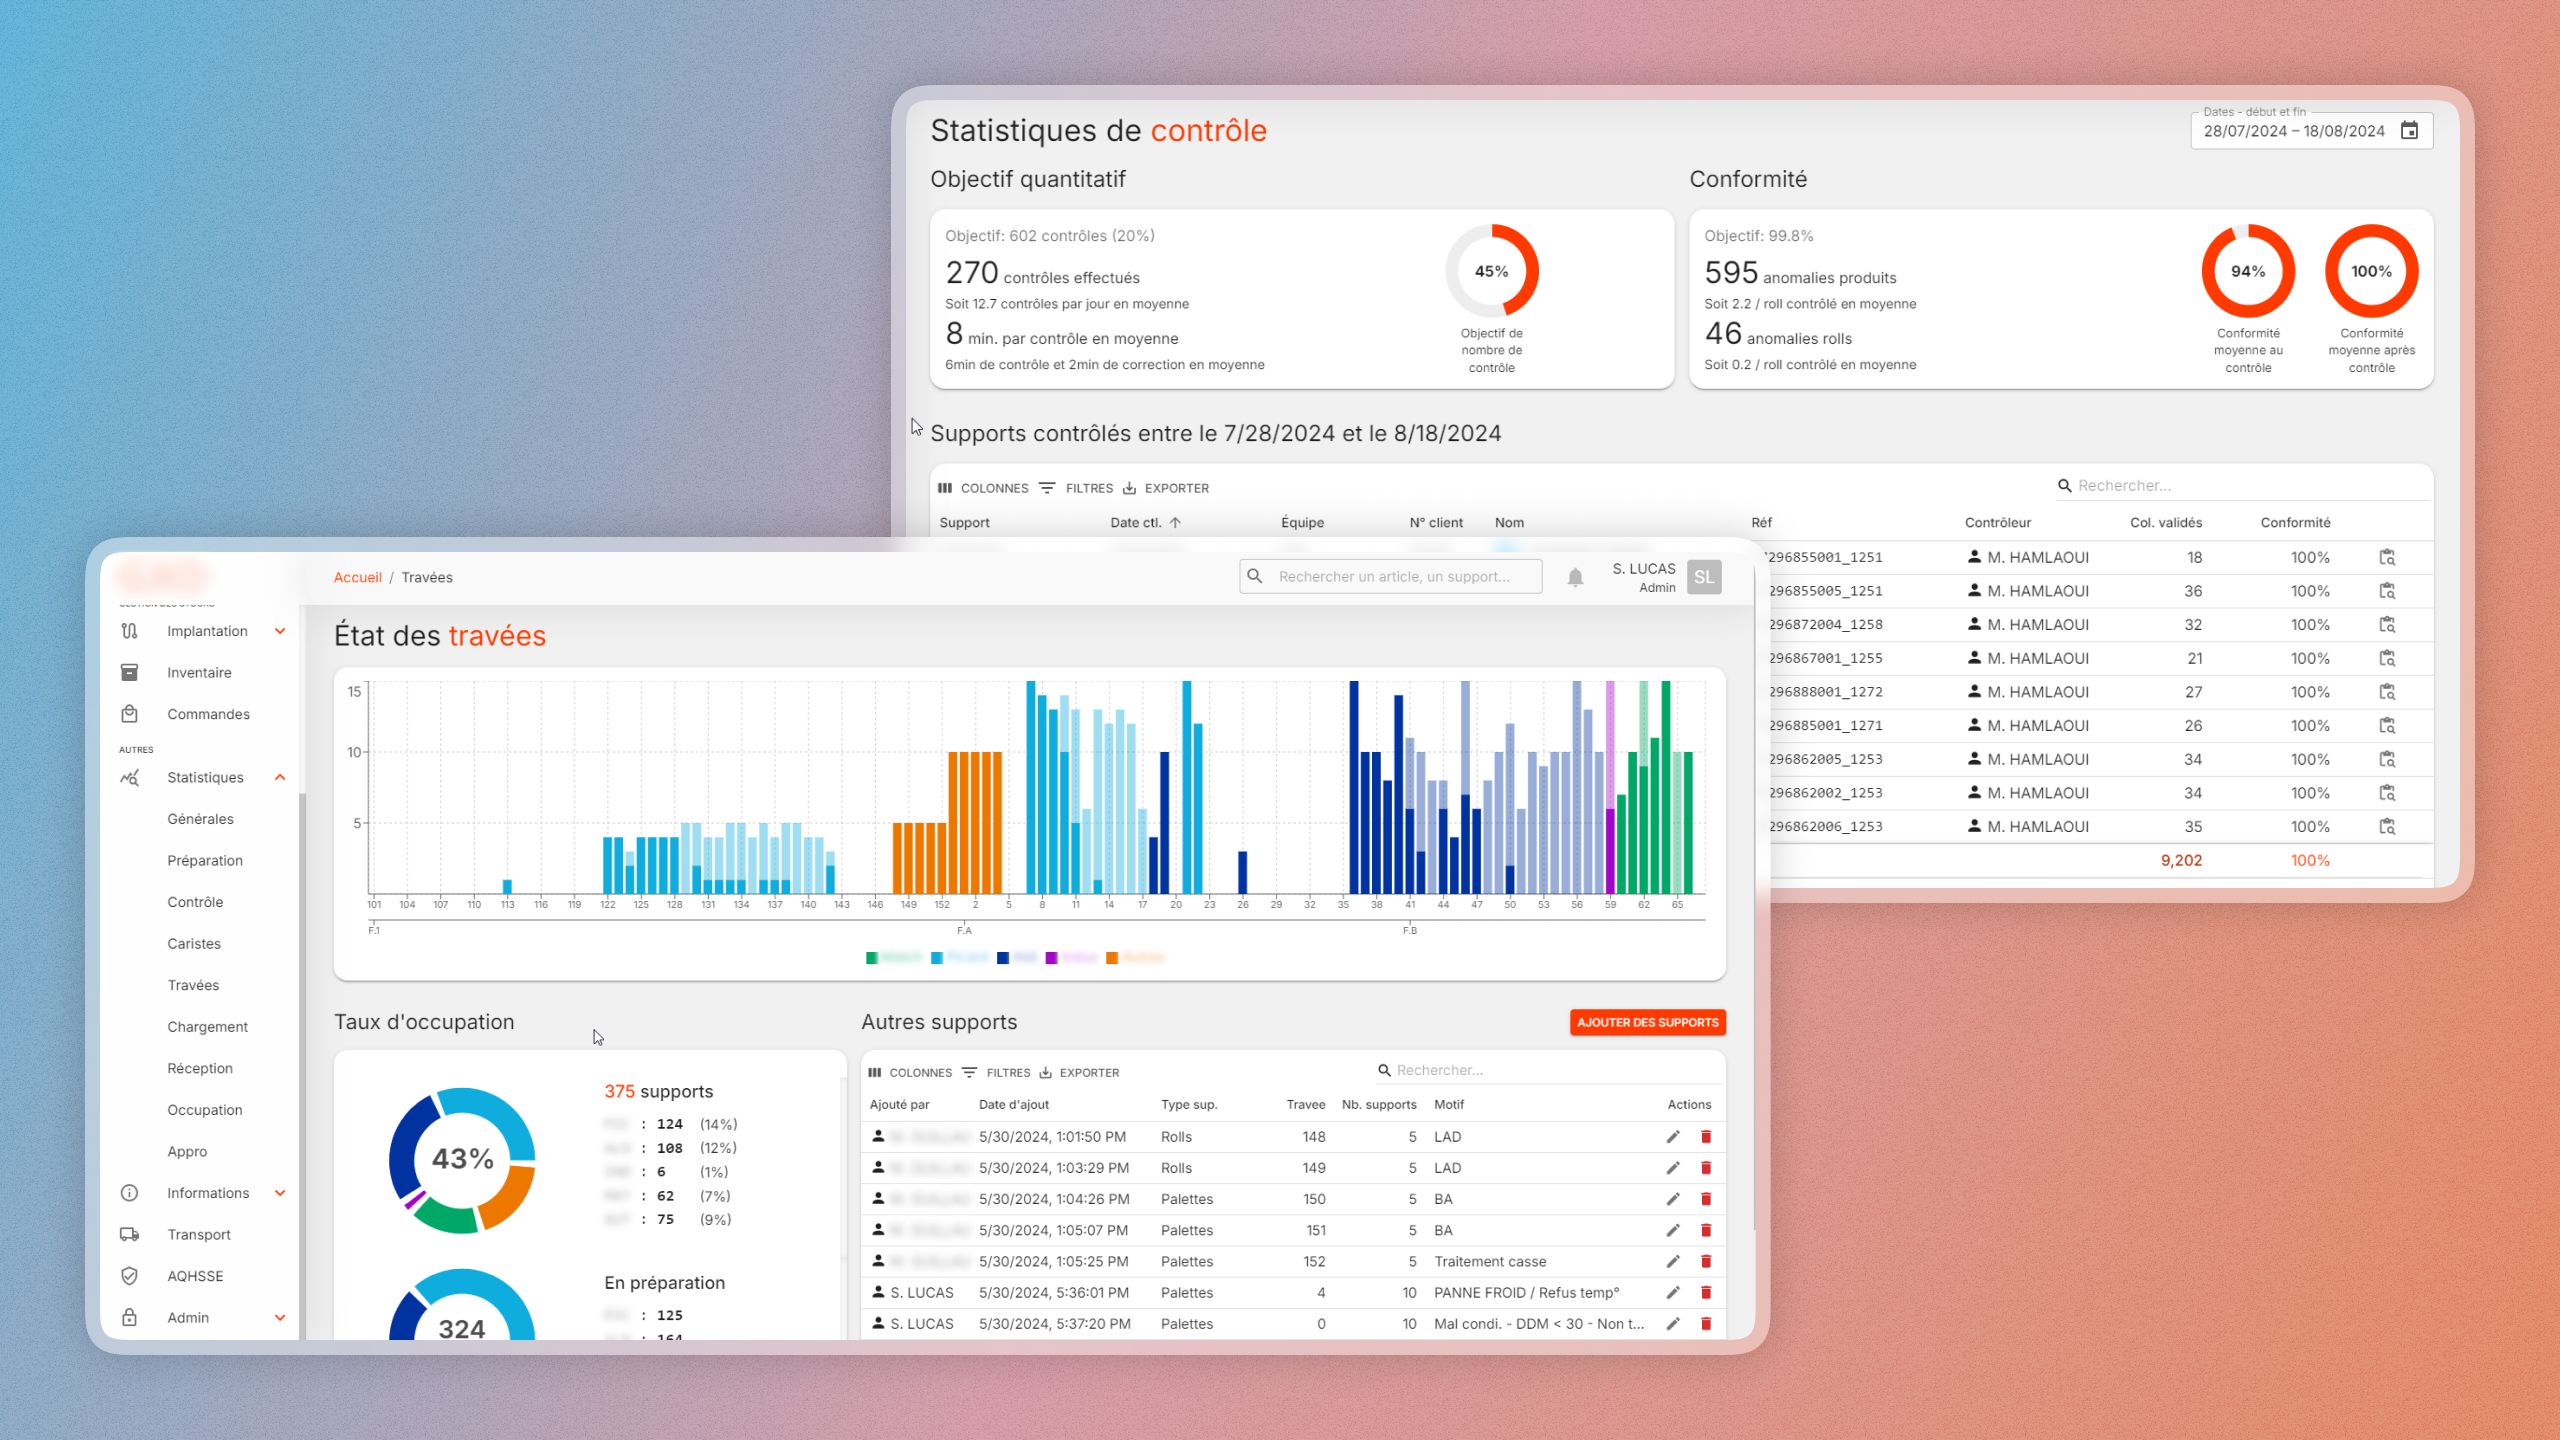 Statistiques de contrôle
Dates - début et fin
28/07/2024 – 18/08/2024
Objectif quantitatif
Objectif: 602 contrôles (20%)
270 contrôles effectués
Soit 12.7 contrôles par jour en moyenne
8 min. par contrôle en moyenne
6min de contrôle et 2min de correction en moyenne
45%
Objectif de
nombre de
contrôle
Conformité
Objectif: 99.8%
595 anomalies produits
Soit 2.2 / roll contrôlé en moyenne
46 anomalies rolls
Soit 0.2 / roll contrôlé en moyenne
94%
Conformité
moyenne au
contrôle
100%
Conformité
moyenne après
contrôle
Supports contrôlés entre le 7/28/2024 et le 8/18/2024
COLONNES FILTRES EXPORTER
Rechercher...
Support Date ctl. Équipe N° client Nom Réf Contrôleur Col. validés Conformité
296855001_1251 M. HAMLAOUI 18 100%
296855005_1251 M. HAMLAOUI 36 100%
296872004_1258 M. HAMLAOUI 32 100%
296867001_1255 M. HAMLAOUI 21 100%
296888001_1272 M. HAMLAOUI 27 100%
296885001_1271 M. HAMLAOUI 26 100%
296862005_1253 M. HAMLAOUI 34 100%
296862002_1253 M. HAMLAOUI 34 100%
296862006_1253 M. HAMLAOUI 35 100%
9,202 100%
Accueil / Travées
Rechercher un article, un support...
S. LUCAS
Admin
SL
Implantation
Inventaire
Commandes
AUTRES
Statistiques
Générales
Préparation
Contrôle
Caristes
Travées
Chargement
Réception
Occupation
Appro
Informations
Transport
AQHSSE
Admin
État des travées
15
10
5
101 104 107 110 113 116 119 122 125 128 131 134 137 140 143 146 149 152 2 5 8 11 14 17 20 23 26 29 32 35 38 41 44 47 50 53 56 59 62 65
F.1 F.A F.B
Taux d'occupation
43%
375 supports
: 124 (14%)
: 108 (12%)
: 6 (1%)
: 62 (7%)
: 75 (9%)
324
En préparation
: 125
: 164
Autres supports
AJOUTER DES SUPPORTS
COLONNES FILTRES EXPORTER
Rechercher...
Ajouté par Date d'ajout Type sup. Travee Nb. supports Motif Actions
5/30/2024, 1:01:50 PM Rolls 148 5 LAD
5/30/2024, 1:03:29 PM Rolls 149 5 LAD
5/30/2024, 1:04:26 PM Palettes 150 5 BA
5/30/2024, 1:05:07 PM Palettes 151 5 BA
5/30/2024, 1:05:25 PM Palettes 152 5 Traitement casse
S. LUCAS 5/30/2024, 5:36:01 PM Palettes 4 10 PANNE FROID / Refus temp°
S. LUCAS 5/30/2024, 5:37:20 PM Palettes 0 10 Mal condi. - DDM < 30 - Non t...